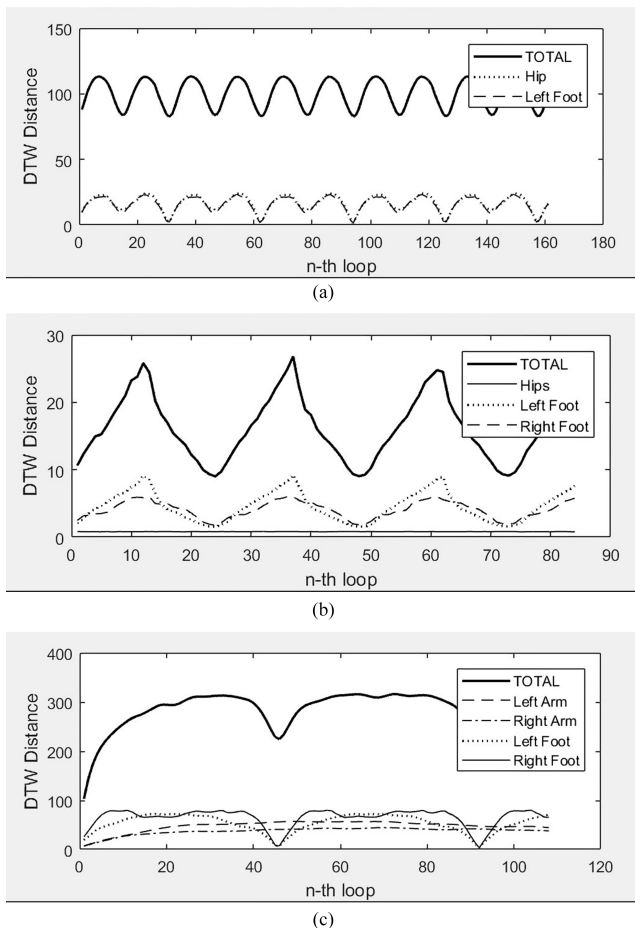 150
100
50
0
DTW Distance
TOTAL
Hip
Left Foot
0 20 40 60 80 100 120 140 160 180
n-th loop
(a)
30
20
10
0
DTW Distance
TOTAL
Hips
Left Foot
Right Foot
0 10 20 30 40 50 60 70 80 90
n-th loop
(b)
400
300
200
100
0
DTW Distance
TOTAL
Left Arm
Right Arm
Left Foot
Right Foot
0 20 40 60 80 100 120
n-th loop
(c)